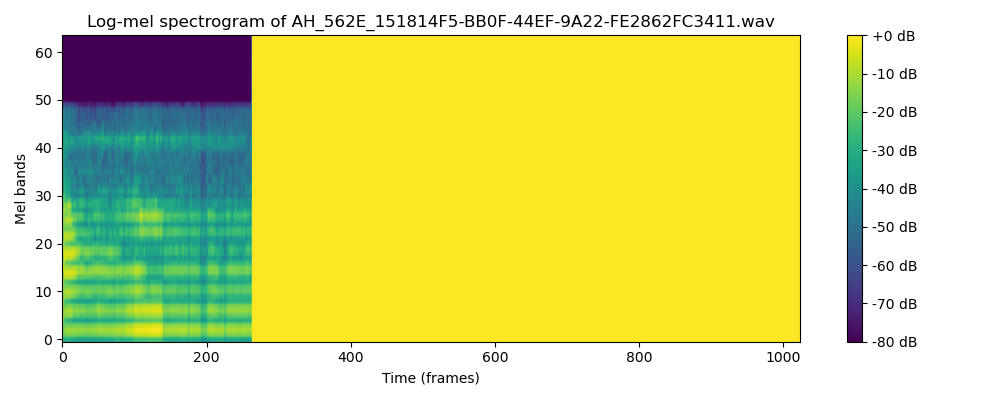 Log-mel spectrogram of AH_562E_151814F5-BB0F-44EF-9A22-FE2862FC3411.wav
Mel bands
60
50
40
30
20
10
0
0 200 400 600 800 1000
Time (frames)
+0 dB
-10 dB
-20 dB
-30 dB
-40 dB
-50 dB
-60 dB
-70 dB
-80 dB